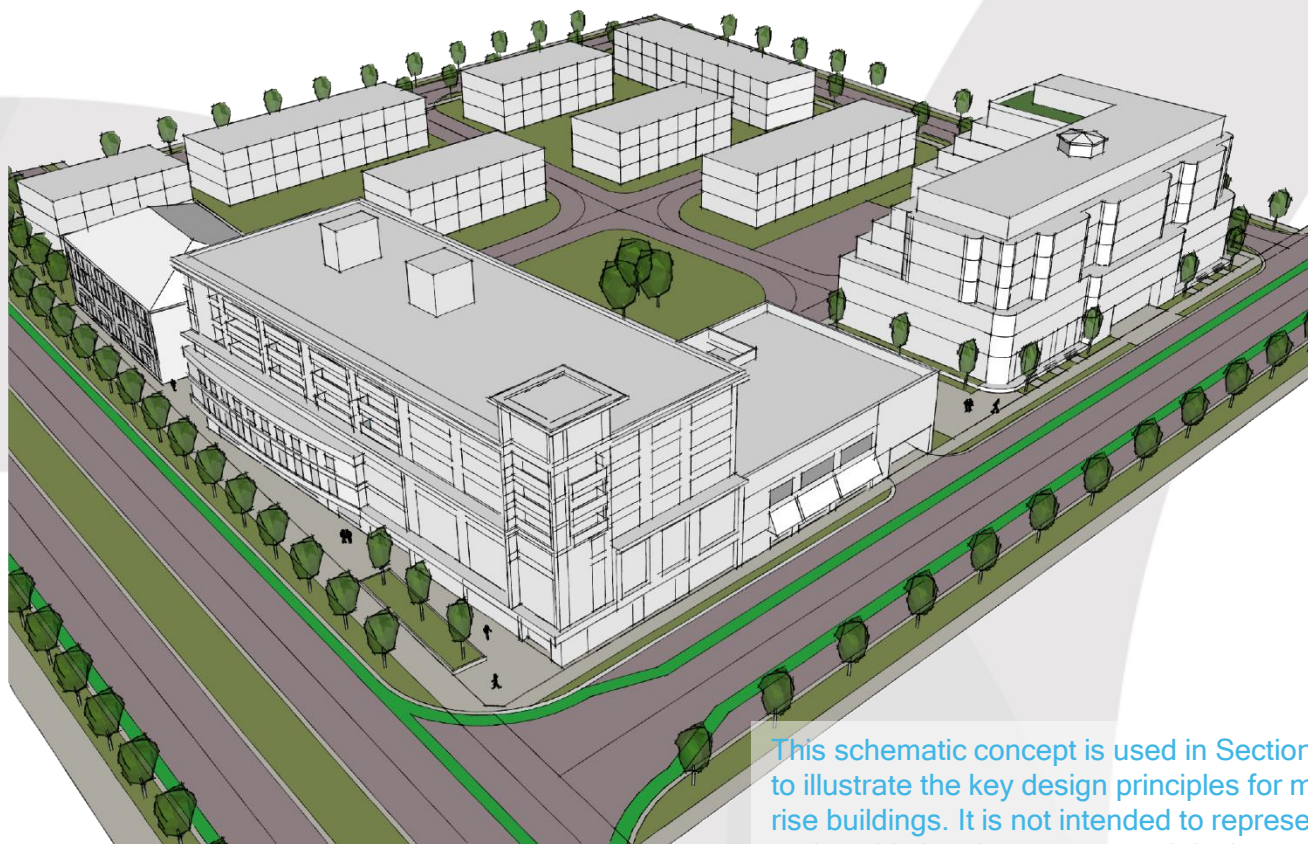 This schematic concept is used in Section
to illustrate the key design principles for
rise buildings. It is not intended to